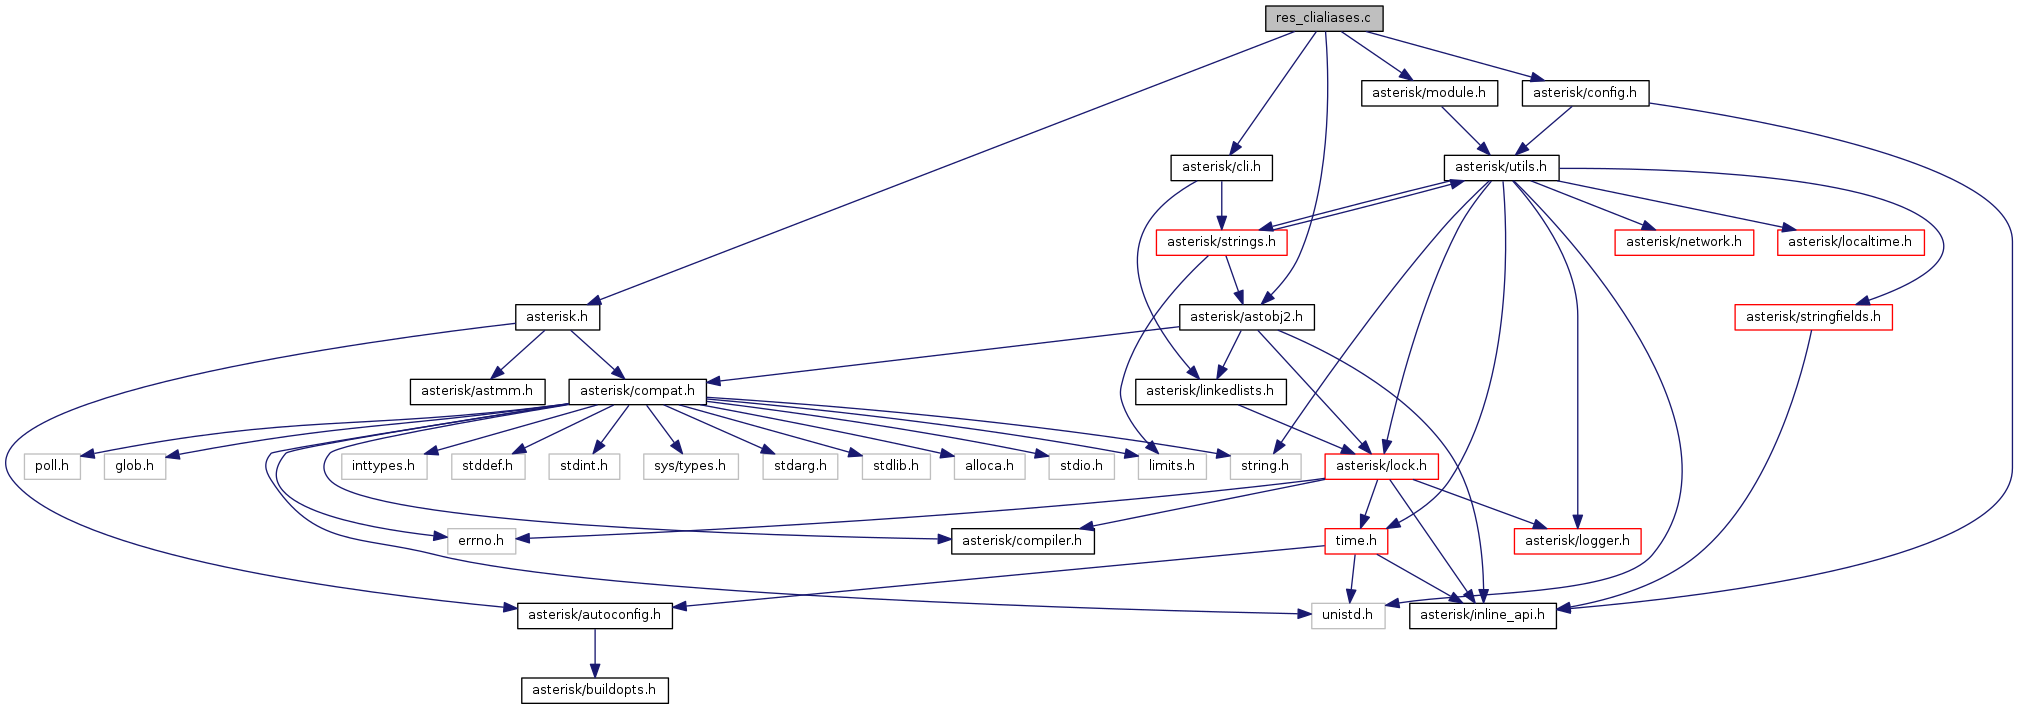 res_clialiases.c
asterisk/module.h
asterisk/config.h
asterisk/cli.h
asterisk/utils.h
asterisk/strings.h
asterisk/network.h
asterisk/localtime.h
asterisk.h
asterisk/astobj2.h
asterisk/stringfields.h
asterisk/astmm.h
asterisk/compat.h
asterisk/linkedlists.h
poll.h
glob.h
inttypes.h
stddef.h
stdint.h
sys/types.h
stdarg.h
stdlib.h
alloca.h
stdio.h
limits.h
string.h
asterisk/lock.h
errno.h
asterisk/compiler.h
time.h
asterisk/logger.h
asterisk/autoconfig.h
unistd.h
asterisk/inline_api.h
asterisk/buildopts.h